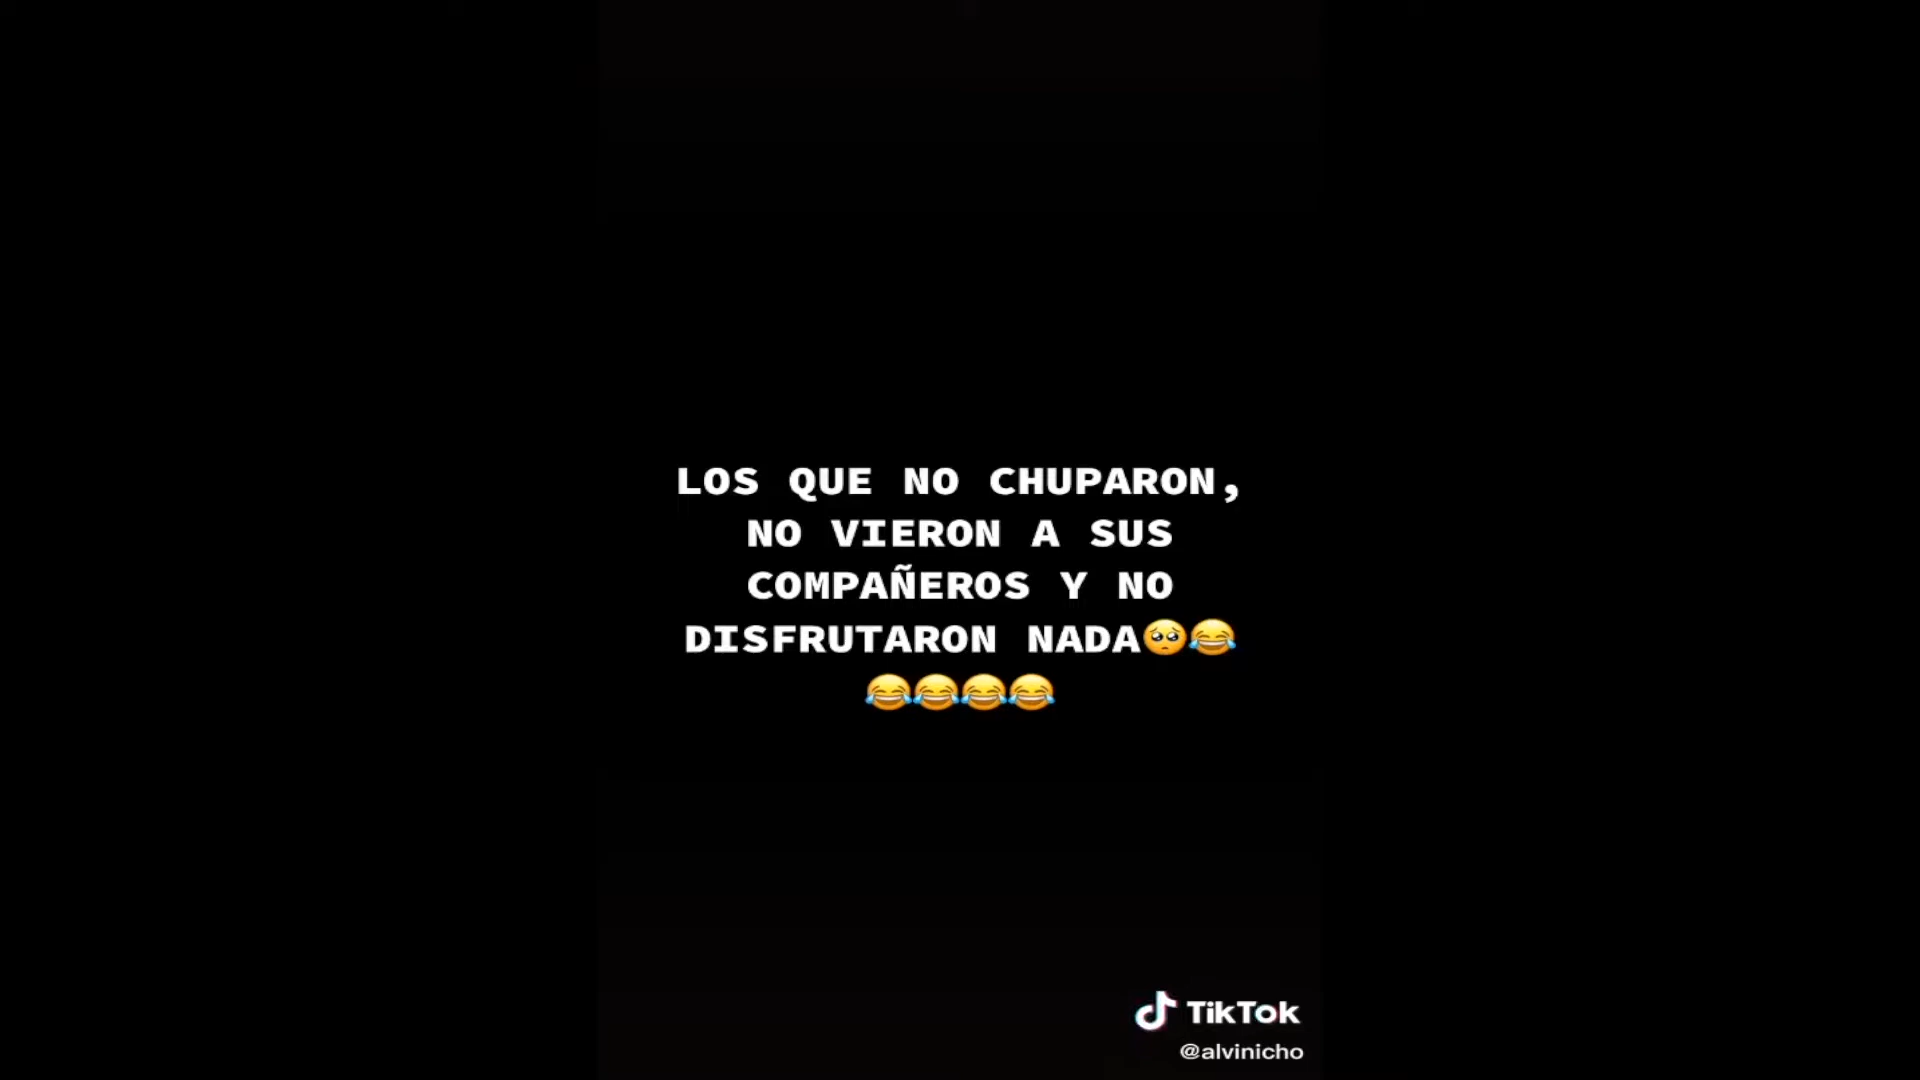 LOS QUE NO CHUPARON,
NO VIERON A SUS
COMPAÑEROS Y NO
DISFRUTARON NADA🥺😂
😂😂😂😂
TikTok
@alvinicho